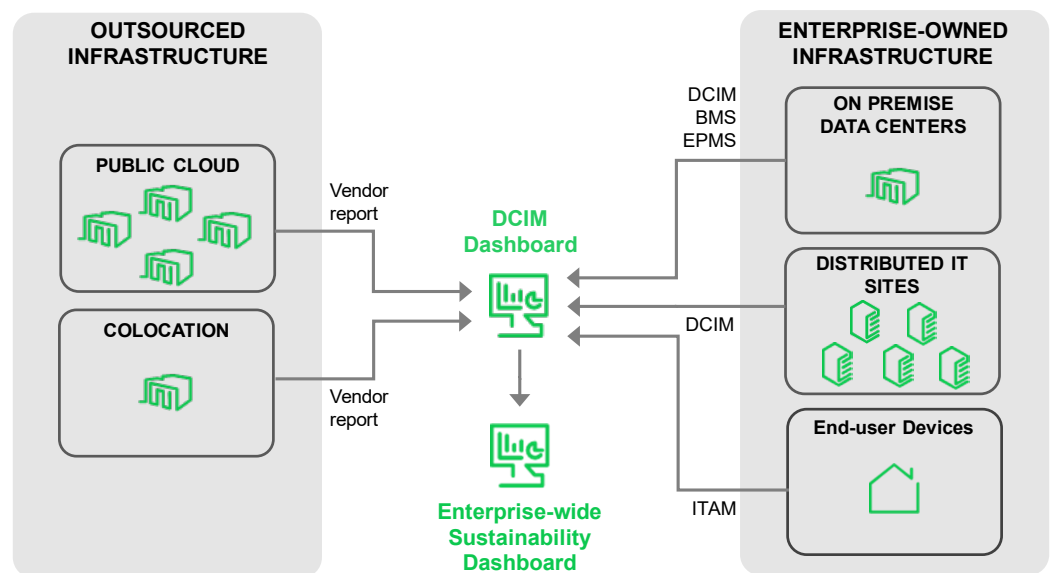 OUTSOURCED
INFRASTRUCTURE
PUBLIC CLOUD
COLOCATION
Vendor
report
Vendor
report
DCIM
Dashboard
Enterprise-wide
Sustainability
Dashboard
DCIM
BMS
EPMS
DCIM
ITAM
ENTERPRISE-OWNED
INFRASTRUCTURE
ON PREMISE
DATA CENTERS
DISTRIBUTED IT
SITES
End-user Devices